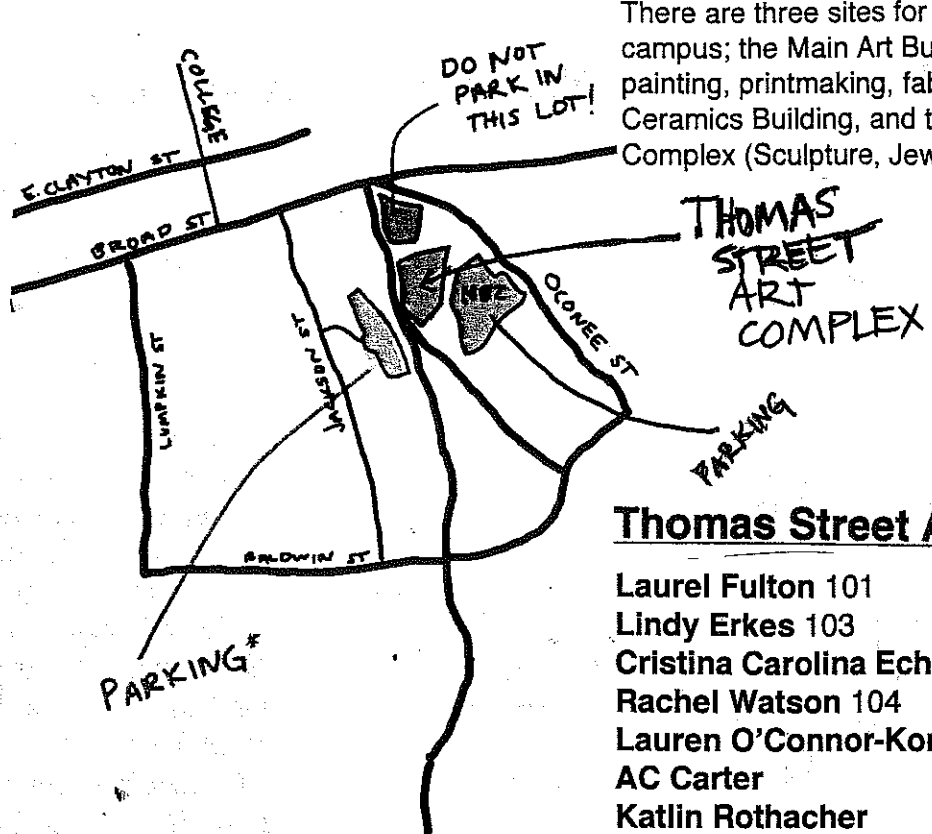 There are three sites for
campus; the Main Art Bu
painting, printmaking, fab
Ceramics Building, and t
Complex (Sculpture, Jew
COLLEGE
DO NOT
PARK IN
THIS LOT!
E. CLAYTON ST
BROAD ST
THOMAS
STREET
ART
COMPLEX
OCONEE ST
LUMPKIN ST
JACKSON ST
PARKING
BALDWIN ST
PARKING*
Thomas Street A
Laurel Fulton 101
Lindy Erkes 103
Cristina Carolina Ech
Rachel Watson 104
Lauren O'Connor-Kor
AC Carter
Katlin Rothacher